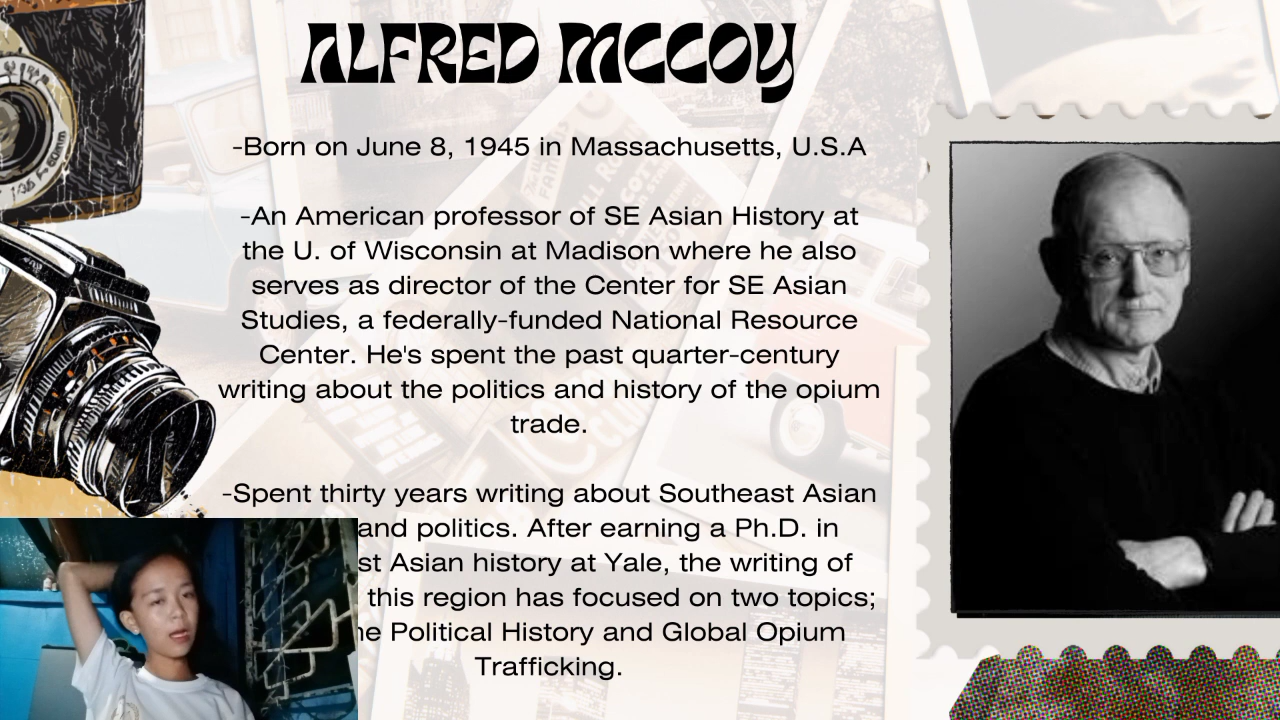 ALFRED MCCOY
-Born on June 8, 1945 in Massachusetts, U.S.A
-An American professor of SE Asian History at
the U. of Wisconsin at Madison where he also
serves as director of the Center for SE Asian
Studies, a federally-funded National Resource
Center. He's spent the past quarter-century
writing about the politics and history of the opium
trade.
-Spent thirty years writing about Southeast Asian
and politics. After earning a Ph.D. in
st Asian history at Yale, the writing of
this region has focused on two topics;
Political History and Global Opium
Trafficking.